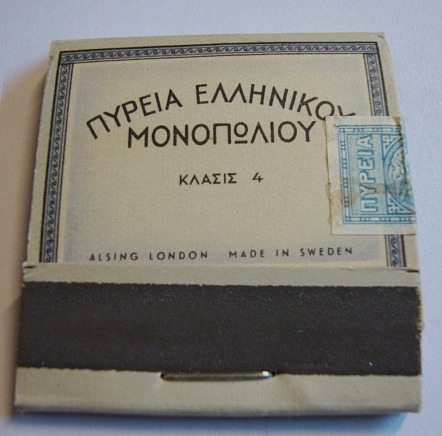 ΠΥΡΕΙΑ ΕΛΛΗΝΙΚΟΥ
ΜΟΝΟΠΩΛΙΟΥ
ΚΛΑΣΙΣ 4
ΠΥΡΕΙΑ
ALSING LONDON MADE IN SWEDEN